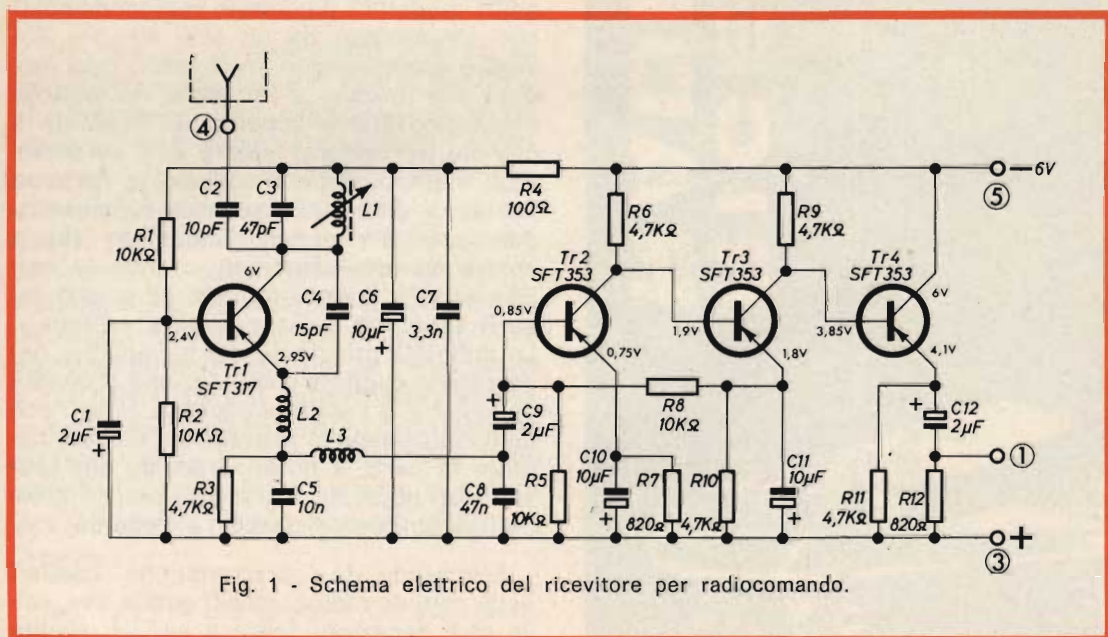 ④
C2
10pF
C3
47pF
L1
R4
100Ω
— 6V
⑤
R1
10KΩ
R6
4,7KΩ
R9
4,7KΩ
6V
C4
15pF
C6
10µF
+
C7
3,3n
Tr2
SFT353
Tr3
SFT353
Tr4
SFT353
6V
2,4V
0,85V
1,9V
3,85V
2,95V
0,75V
1,8V
4,1V
Tr1
SFT317
C1
2µF
+
R2
10KΩ
L2
L3
R8
10KΩ
+
C9
2µF
+
C12
2µF
①
R3
4,7KΩ
C5
10n
C8
47n
R5
10KΩ
C10
10µF
+
R7
820Ω
R10
4,7KΩ
C11
10µF
+
R11
4,7KΩ
R12
820Ω
+
③
Fig. 1 - Schema elettrico del ricevitore per radiocomando.